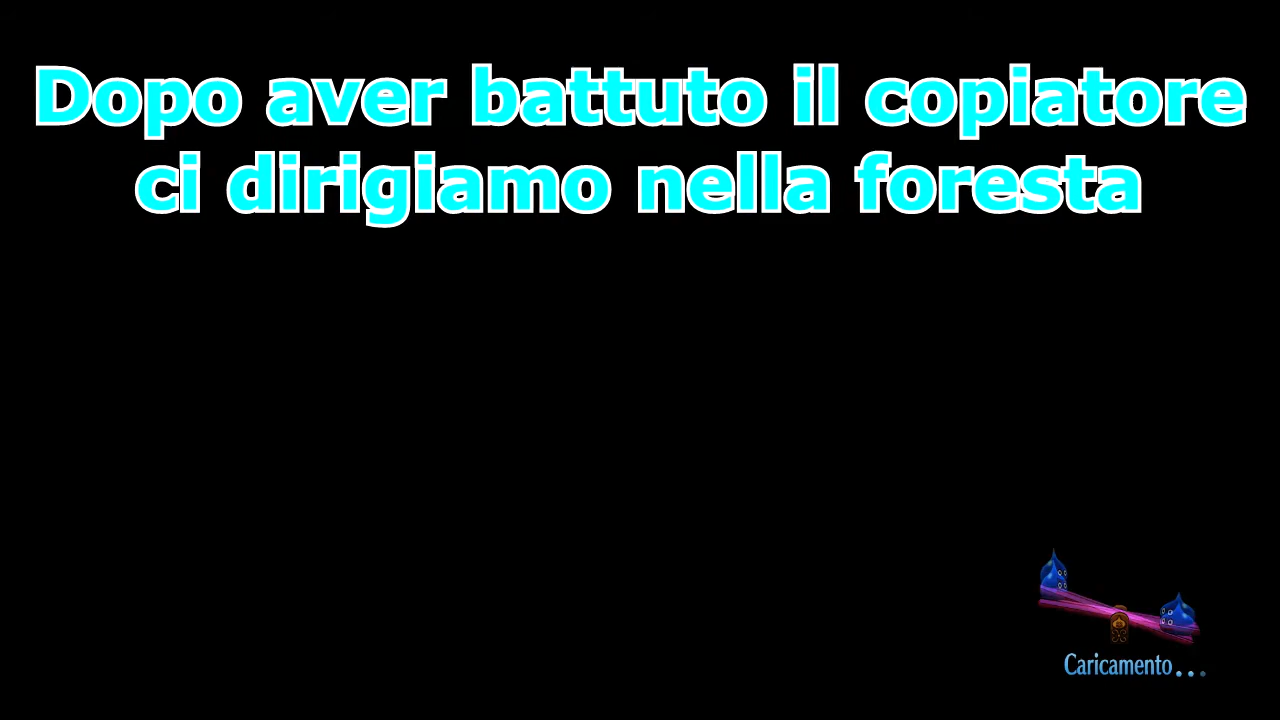 Dopo aver battuto il copiatore
ci dirigiamo nella foresta
Caricamento...